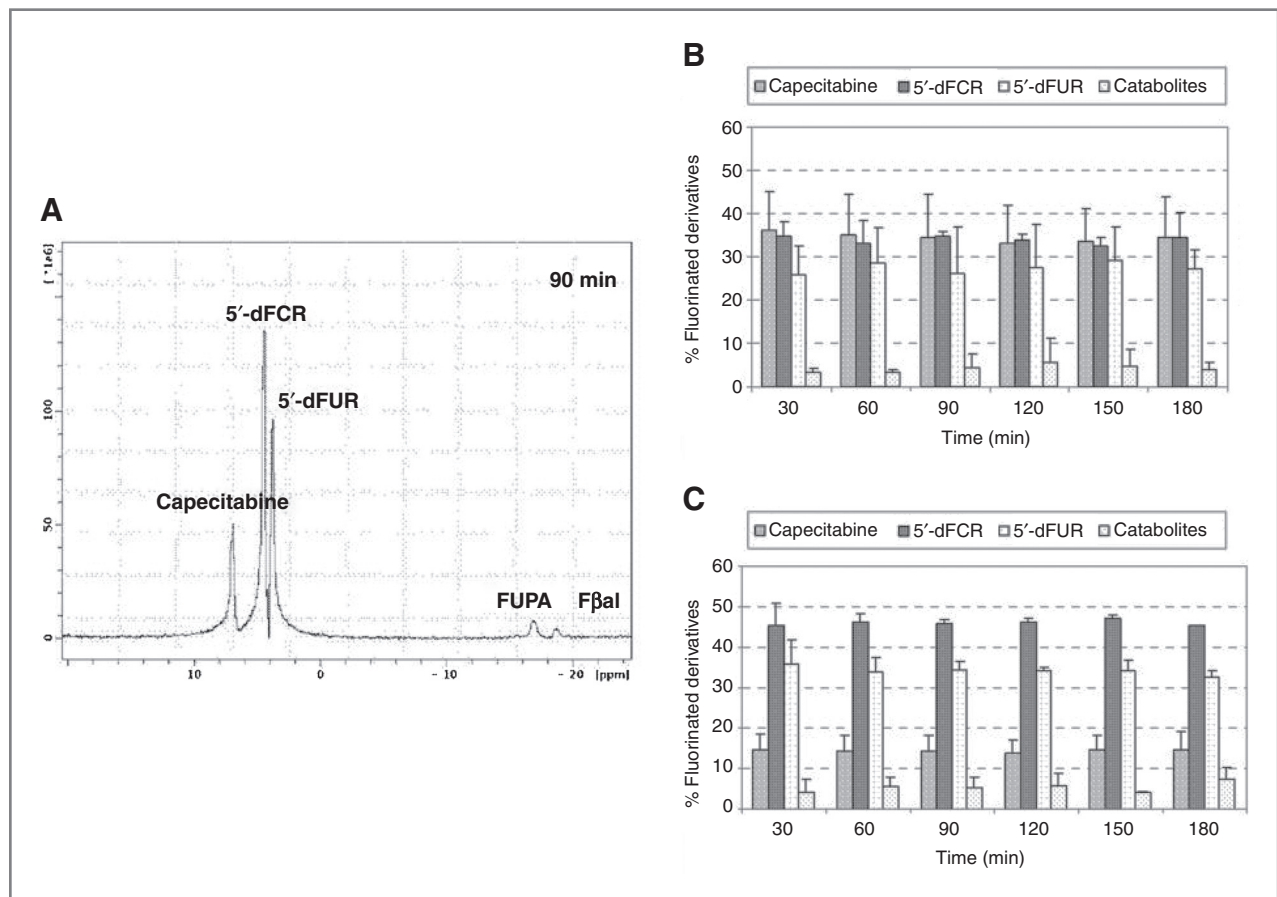 A
[ *1e6]
90 min
5′-dFCR
5′-dFUR
100
Capecitabine
50
FUPA Fβal
0
10 0 - 10 - 20 [ppm]
B
Capecitabine 5′-dFCR 5′-dFUR Catabolites
% Fluorinated derivatives
60
50
40
30
20
10
0
30 60 90 120 150 180
Time (min)
C
Capecitabine 5′-dFCR 5′-dFUR Catabolites
% Fluorinated derivatives
60
50
40
30
20
10
0
30 60 90 120 150 180
Time (min)